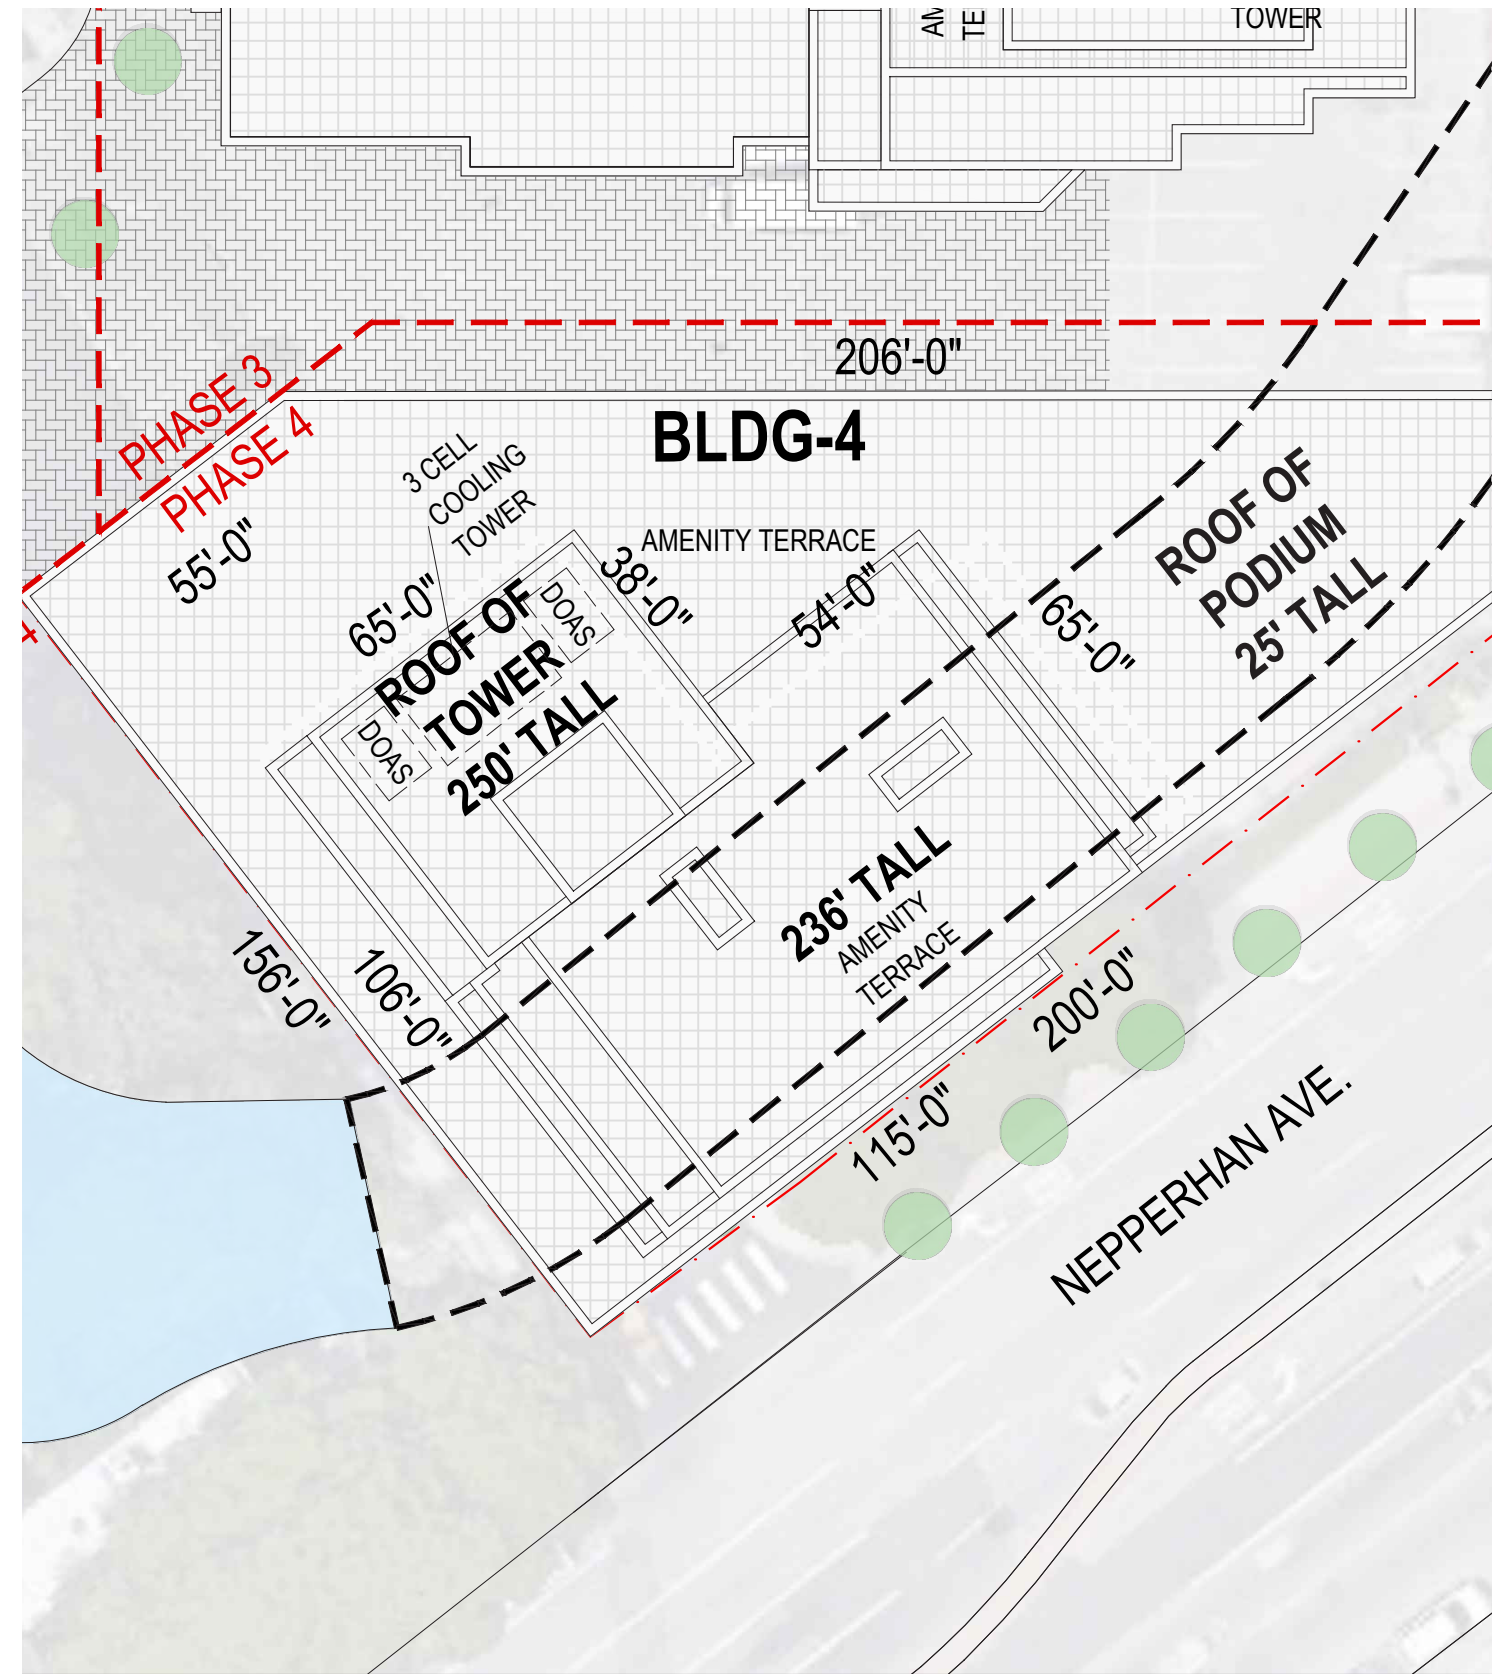 TOWER
206'-0"
PHASE 3
PHASE 4
BLDG-4
3 CELL
COOLING
TOWER
AMENITY TERRACE
55'-0"
65'-0"
38'-0"
54'-0"
65'-0"
ROOF OF
PODIUM
25' TALL
ROOF OF
TOWER
250' TALL
DOAS
DOAS
236' TALL
AMENITY
TERRACE
156'-0"
106'-0"
200'-0"
115'-0"
NEPPERHAN AVE.